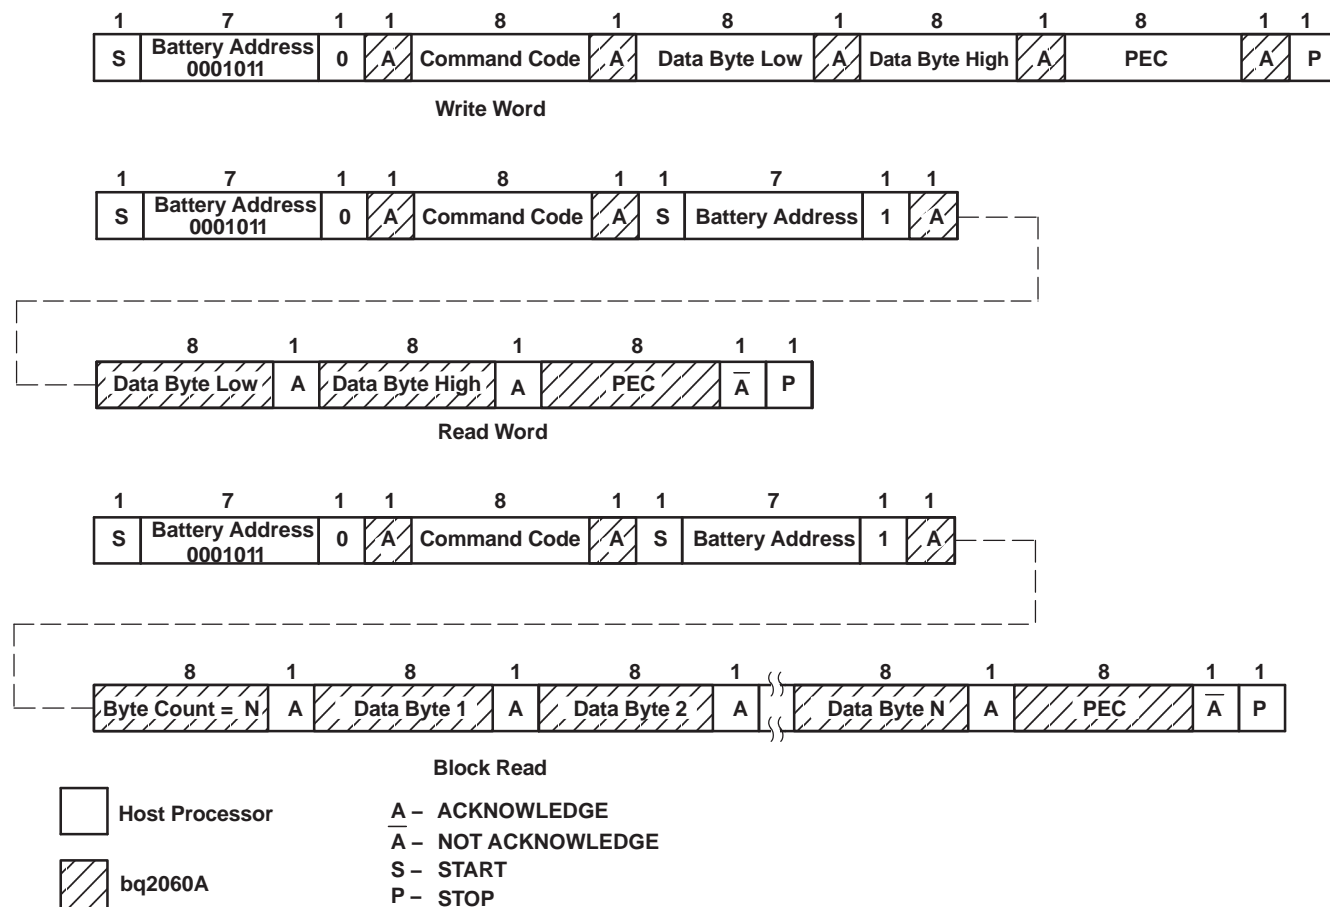 1 7 1 1 8 1 8 1 8 1 8 1 1
S Battery Address 0001011 0 A Command Code A Data Byte Low A Data Byte High A PEC A P
Write Word
1 7 1 1 8 1 1 7 1 1
S Battery Address 0001011 0 A Command Code A S Battery Address 1 A
8 1 8 1 8 1 1
Data Byte Low A Data Byte High A PEC A̅ P
Read Word
1 7 1 1 8 1 1 7 1 1
S Battery Address 0001011 0 A Command Code A S Battery Address 1 A
8 1 8 1 8 1 8 1 8 1 1
Byte Count = N A Data Byte 1 A Data Byte 2 A Data Byte N A PEC A̅ P
Block Read
Host Processor
bq2060A
A – ACKNOWLEDGE
A̅ – NOT ACKNOWLEDGE
S – START
P – STOP